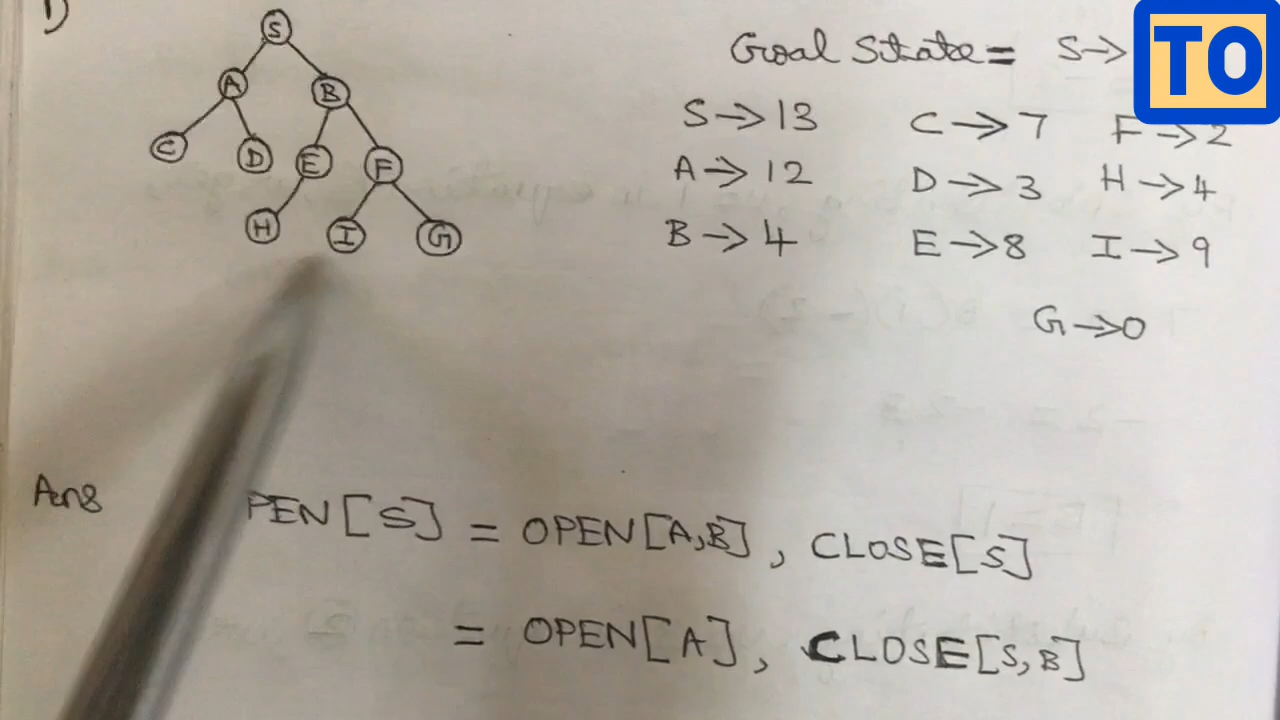 1)
S
A B
C D E F
H I G
Goal State = S →
S → 13 C → 7 F → 2
A → 12 D → 3 H → 4
B → 4 E → 8 I → 9
G → 0
TO
Ans PEN[S] = OPEN[A,B], CLOSE[S]
= OPEN[A], CLOSE[S,B]